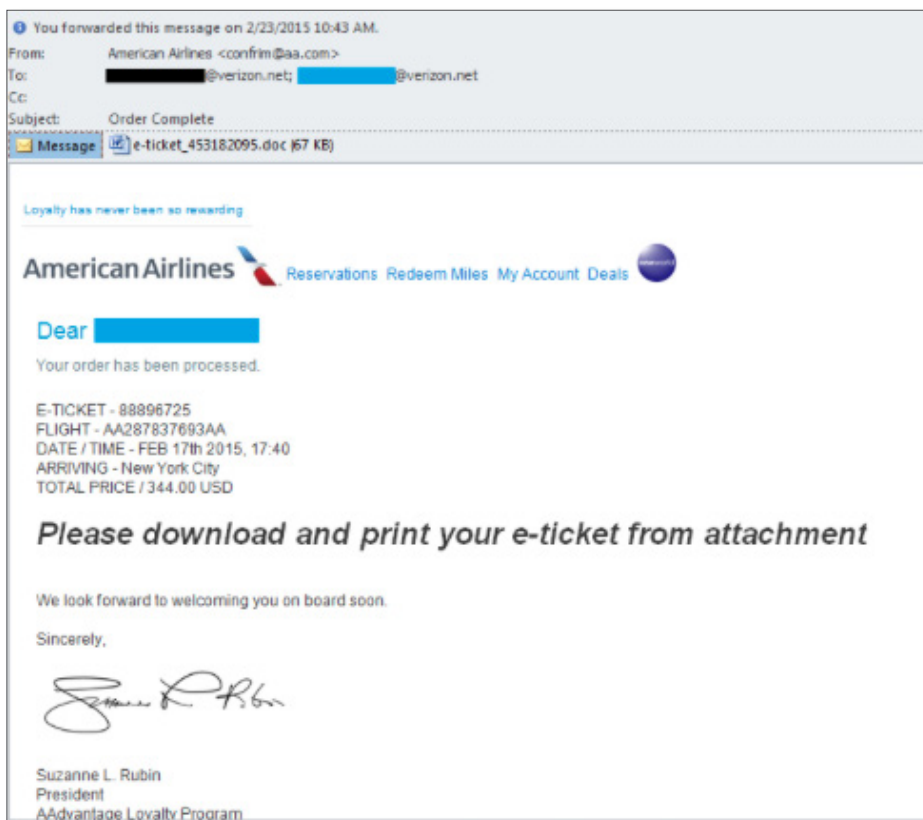 You forwarded this message on 2/23/2015 10:43 AM.
From: American Airlines <confrim@aa.com>
To: @verizon.net; @verizon.net
Cc:
Subject: Order Complete
Message e-ticket_453182095.doc (67 KB)
Loyalty has never been so rewarding
American Airlines Reservations Redeem Miles My Account Deals oneworld
Dear
Your order has been processed.
E-TICKET - 88896725
FLIGHT - AA287837693AA
DATE / TIME - FEB 17th 2015, 17:40
ARRIVING - New York City
TOTAL PRICE / 344.00 USD
Please download and print your e-ticket from attachment
We look forward to welcoming you on board soon.
Sincerely,
Suzanne L. Rubin
President
AAdvantage Loyalty Program